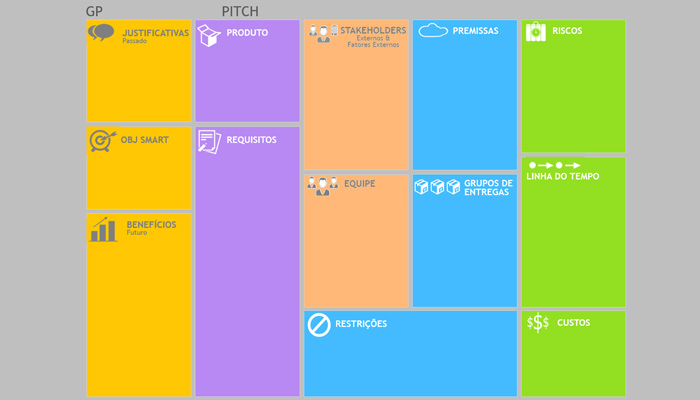 GP
PITCH
JUSTIFICATIVAS
Passado
PRODUTO
STAKEHOLDERS
Externos &
Fatores Externos
PREMISSAS
RISCOS
OBJ SMART
REQUISITOS
LINHA DO TEMPO
EQUIPE
GRUPOS DE
ENTREGAS
BENEFÍCIOS
Futuro
RESTRIÇÕES
$$$
CUSTOS